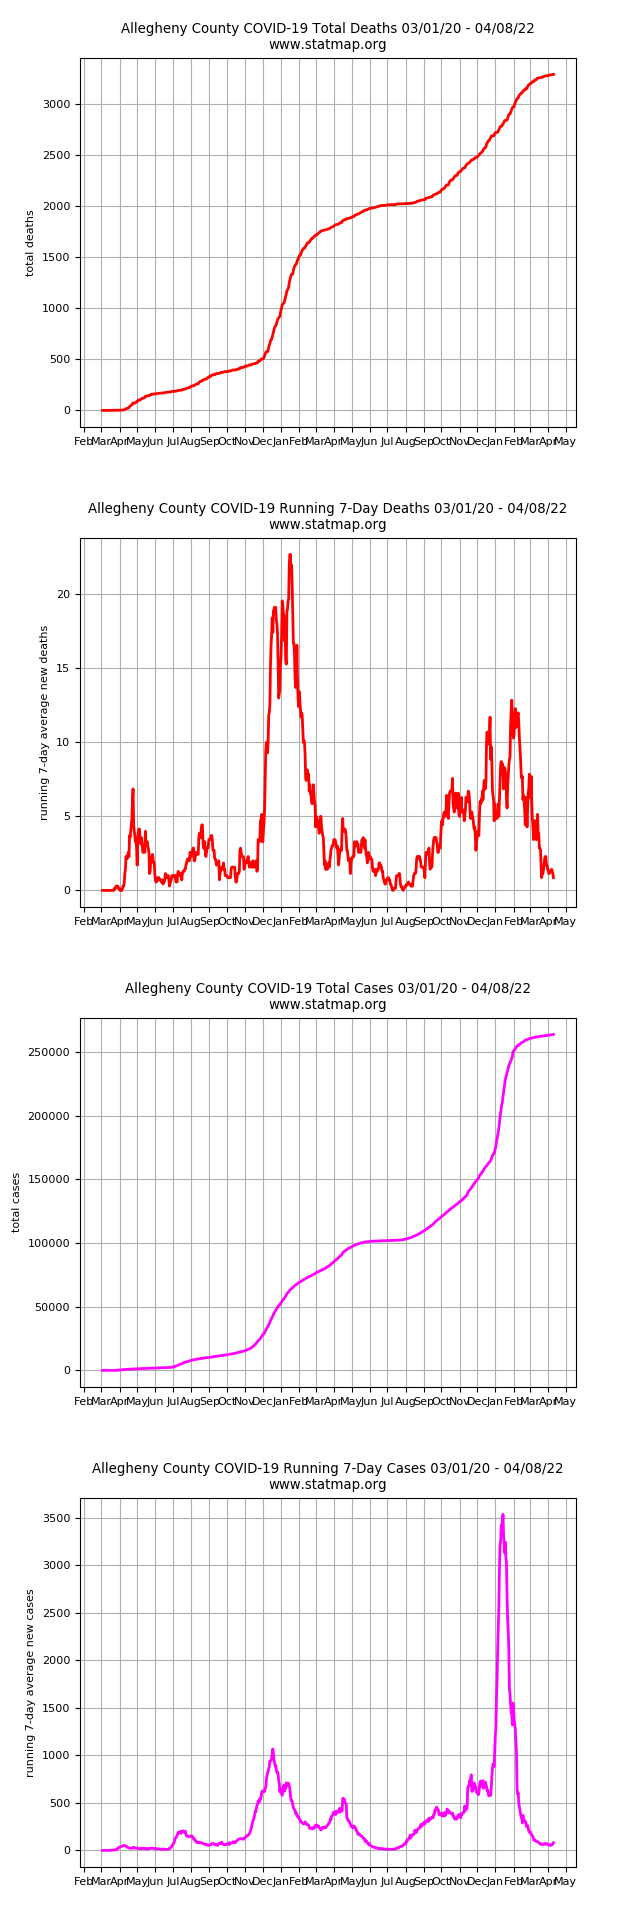 Allegheny County COVID-19 Total Deaths 03/01/20 - 04/08/22
www.statmap.org
total deaths
3000
2500
2000
1500
1000
500
0
Feb Mar Apr May Jun Jul Aug Sep Oct Nov Dec Jan Feb Mar Apr May Jun Jul Aug Sep Oct Nov Dec Jan Feb Mar Apr May
Allegheny County COVID-19 Running 7-Day Deaths 03/01/20 - 04/08/22
www.statmap.org
running 7-day average new deaths
20
15
10
5
0
Feb Mar Apr May Jun Jul Aug Sep Oct Nov Dec Jan Feb Mar Apr May Jun Jul Aug Sep Oct Nov Dec Jan Feb Mar Apr May
Allegheny County COVID-19 Total Cases 03/01/20 - 04/08/22
www.statmap.org
total cases
250000
200000
150000
100000
50000
0
Feb Mar Apr May Jun Jul Aug Sep Oct Nov Dec Jan Feb Mar Apr May Jun Jul Aug Sep Oct Nov Dec Jan Feb Mar Apr May
Allegheny County COVID-19 Running 7-Day Cases 03/01/20 - 04/08/22
www.statmap.org
running 7-day average new cases
3500
3000
2500
2000
1500
1000
500
0
Feb Mar Apr May Jun Jul Aug Sep Oct Nov Dec Jan Feb Mar Apr May Jun Jul Aug Sep Oct Nov Dec Jan Feb Mar Apr May